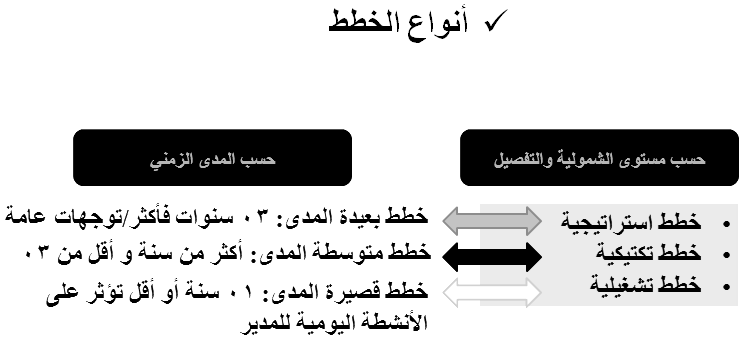 ✓ أنواع الخطط
حسب مستوى الشمولية والتفصيل
• خطط استراتيجية
• خطط تكتيكية
• خطط تشغيلية
حسب المدى الزمني
خطط بعيدة المدى: ٠٣ سنوات فأكثر/توجهات عامة
خطط متوسطة المدى: أكثر من سنة و أقل من ٠٣
خطط قصيرة المدى: ٠١ سنة أو أقل تؤثر على
الأنشطة اليومية للمدير